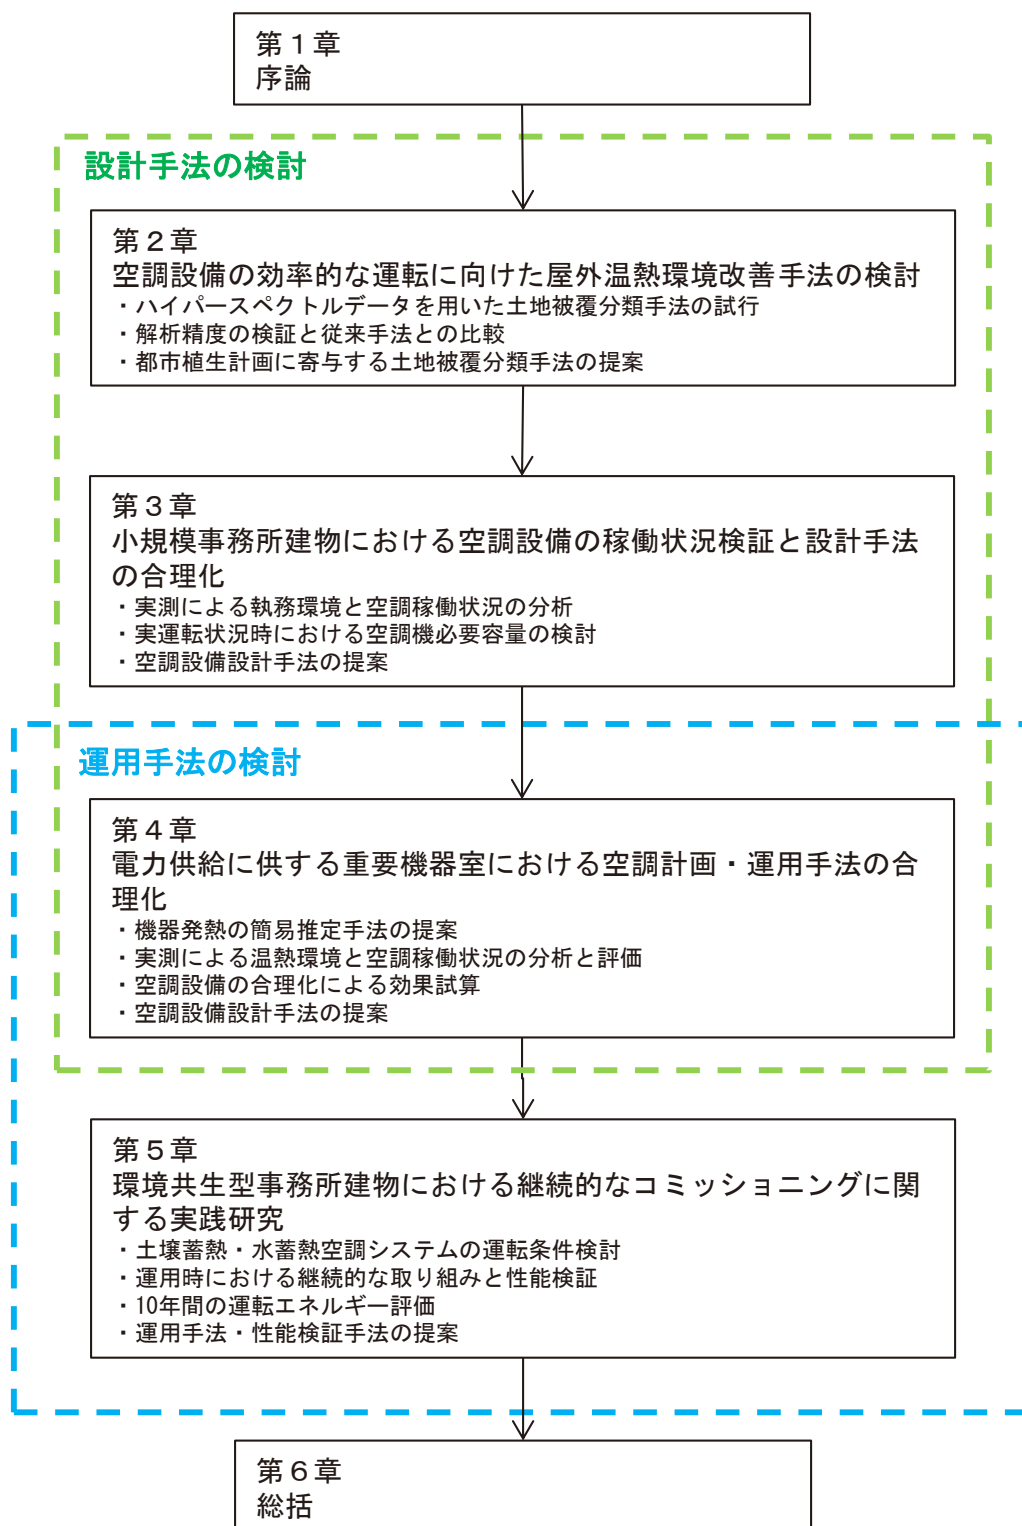 第１章
序論
設計手法の検討
第２章
空調設備の効率的な運転に向けた屋外温熱環境改善手法の検討
・ハイパースペクトルデータを用いた土地被覆分類手法の試行
・解析精度の検証と従来手法との比較
・都市植生計画に寄与する土地被覆分類手法の提案
第３章
小規模事務所建物における空調設備の稼働状況検証と設計手法
の合理化
・実測による執務環境と空調稼働状況の分析
・実運転状況時における空調機必要容量の検討
・空調設備設計手法の提案
運用手法の検討
第４章
電力供給に供する重要機器室における空調計画・運用手法の合
理化
・機器発熱の簡易推定手法の提案
・実測による温熱環境と空調稼働状況の分析と評価
・空調設備の合理化による効果試算
・空調設備設計手法の提案
第５章
環境共生型事務所建物における継続的なコミッショニングに関
する実践研究
・土壌蓄熱・水蓄熱空調システムの運転条件検討
・運用時における継続的な取り組みと性能検証
・10年間の運転エネルギー評価
・運用手法・性能検証手法の提案
第６章
総括